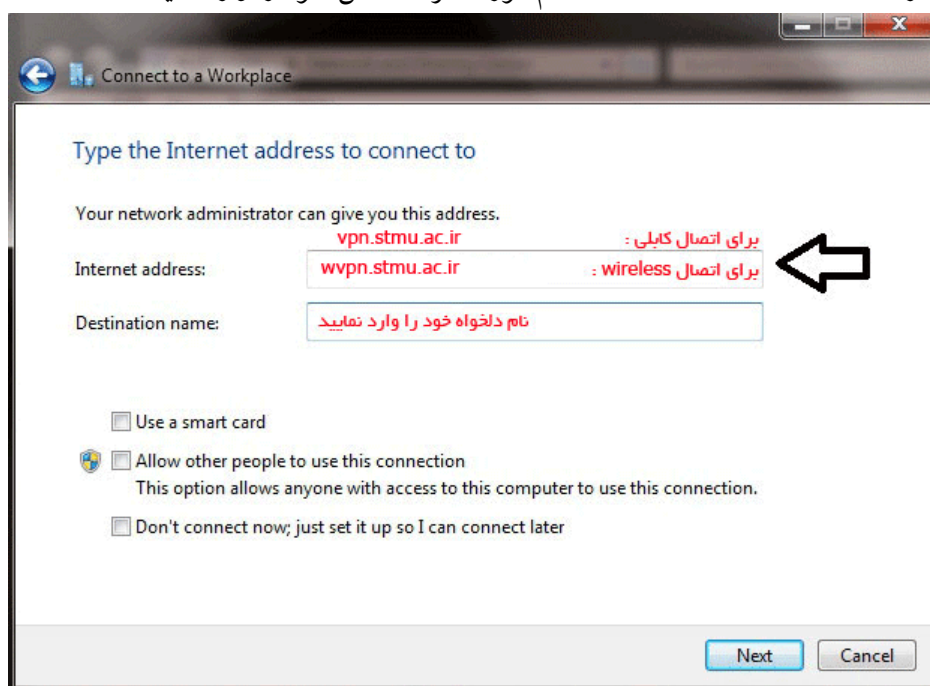 Connect to a Workplace
Type the Internet address to connect to
Your network administrator can give you this address.
vpn.stmu.ac.ir برای اتصال کابلی :
Internet address: wvpn.stmu.ac.ir برای اتصال wireless :
Destination name: نام دلخواه خود را وارد نمایید
Use a smart card
Allow other people to use this connection
This option allows anyone with access to this computer to use this connection.
Don't connect now; just set it up so I can connect later
Next Cancel